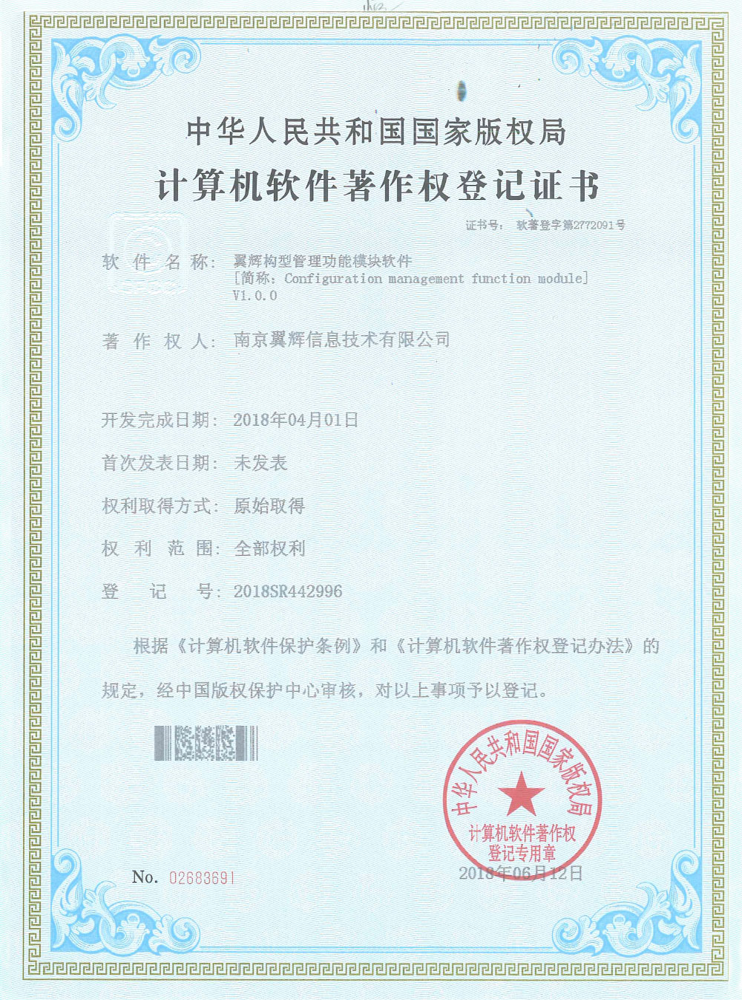 中华人民共和国国家版权局
计算机软件著作权登记证书
证书号： 软著登字第2772091号
软件名称： 翼辉构型管理功能模块软件
[简称：Configuration management function module]
V1.0.0
著作权人： 南京翼辉信息技术有限公司
开发完成日期： 2018年04月01日
首次发表日期： 未发表
权利取得方式： 原始取得
权利范围： 全部权利
登记号： 2018SR442996
根据《计算机软件保护条例》和《计算机软件著作权登记办法》的
规定，经中国版权保护中心审核，对以上事项予以登记。
中华人民共和国国家版权局
计算机软件著作权
登记专用章
2018年06月12日
No. 02683691